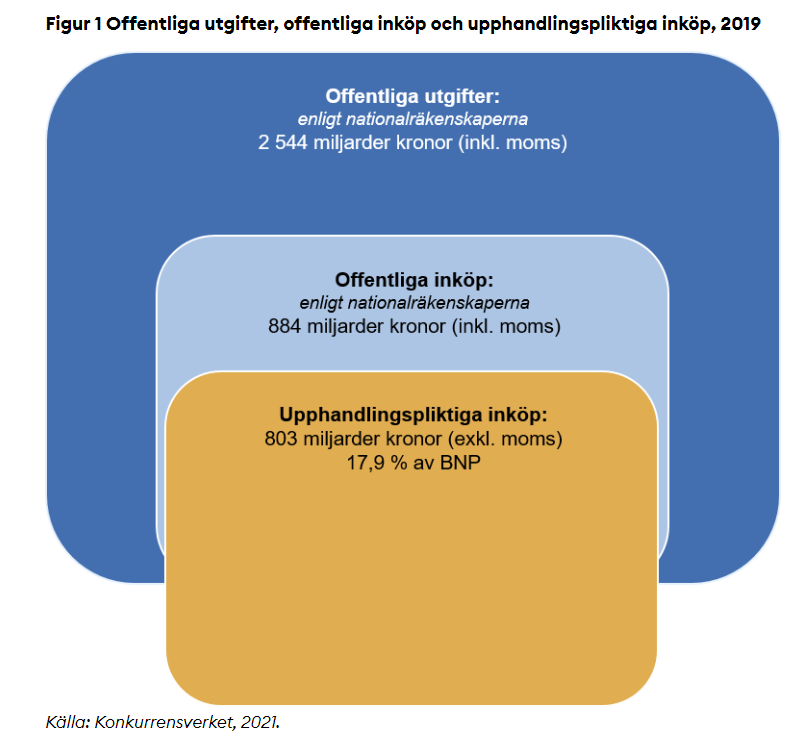 Figur 1 Offentliga utgifter, offentliga inköp och upphandlingspliktiga inköp, 2019
Offentliga utgifter:
enligt nationalräkenskaperna
2 544 miljarder kronor (inkl. moms)
Offentliga inköp:
enligt nationalräkenskaperna
884 miljarder kronor (inkl. moms)
Upphandlingspliktiga inköp:
803 miljarder kronor (exkl. moms)
17,9 % av BNP
Källa: Konkurrensverket, 2021.